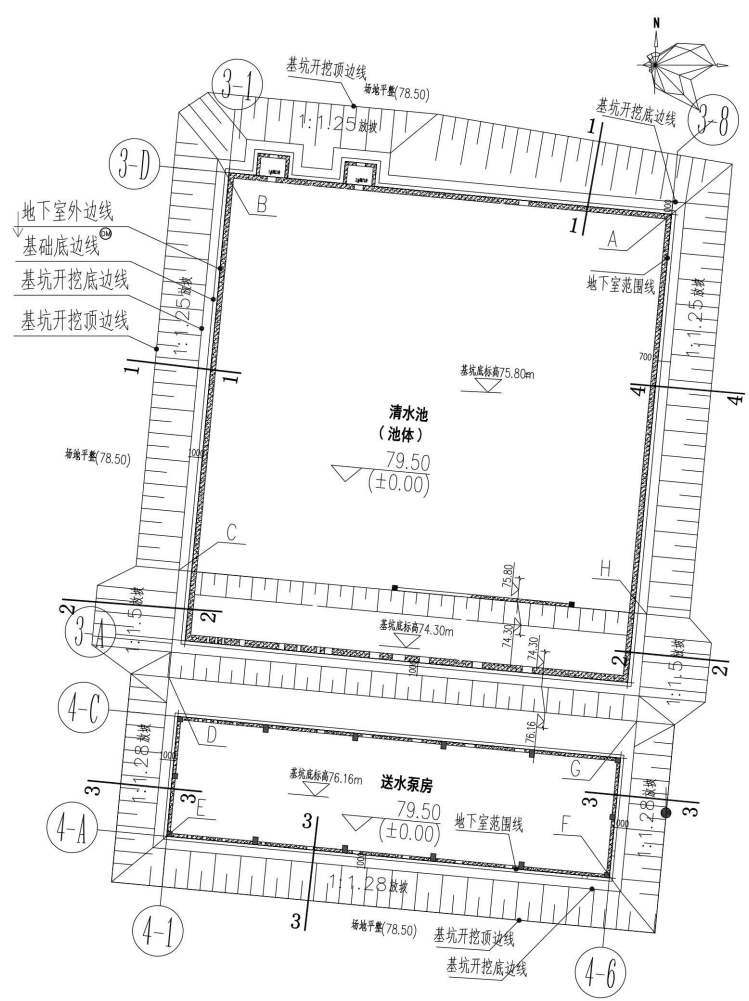 N
3-1
基坑开挖顶边线
场地平整(78.50)
1:1.25放坡
基坑开挖底边线
3-8
1
1
3-D
B
A
1000
地下室外边线
DM
基础底边线
基坑开挖底边线
基坑开挖顶边线
1:1.25放坡
地下室范围线
1:1.25放坡
700
1
1
基坑底标高75.80m
4
4
清水池
(池体)
79.50
(±0.00)
场地平整(78.50)
1000
C
H
75.80
2
2
1:1.5放坡
3-A
基坑底标高74.30m
74.30
74.30
2
2
1:1.5放坡
1000
4-C
D
76.16
G
1000
1:1.28放坡
基坑底标高76.16m
送水泵房
79.50
(±0.00)
3
3
3
3
1:1.28放坡
4-A
E
3
地下室范围线
F
1000
1000
1:1.28放坡
3
场地平整(78.50)
基坑开挖顶边线
基坑开挖底边线
4-1
4-6